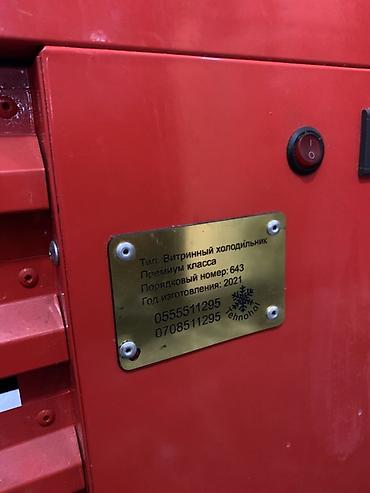 Тип: Витринный холодильник
Премиум класса
Порядковый номер: 643
Год изготовления: 2021
0555511295
0708511295
Tehnohol